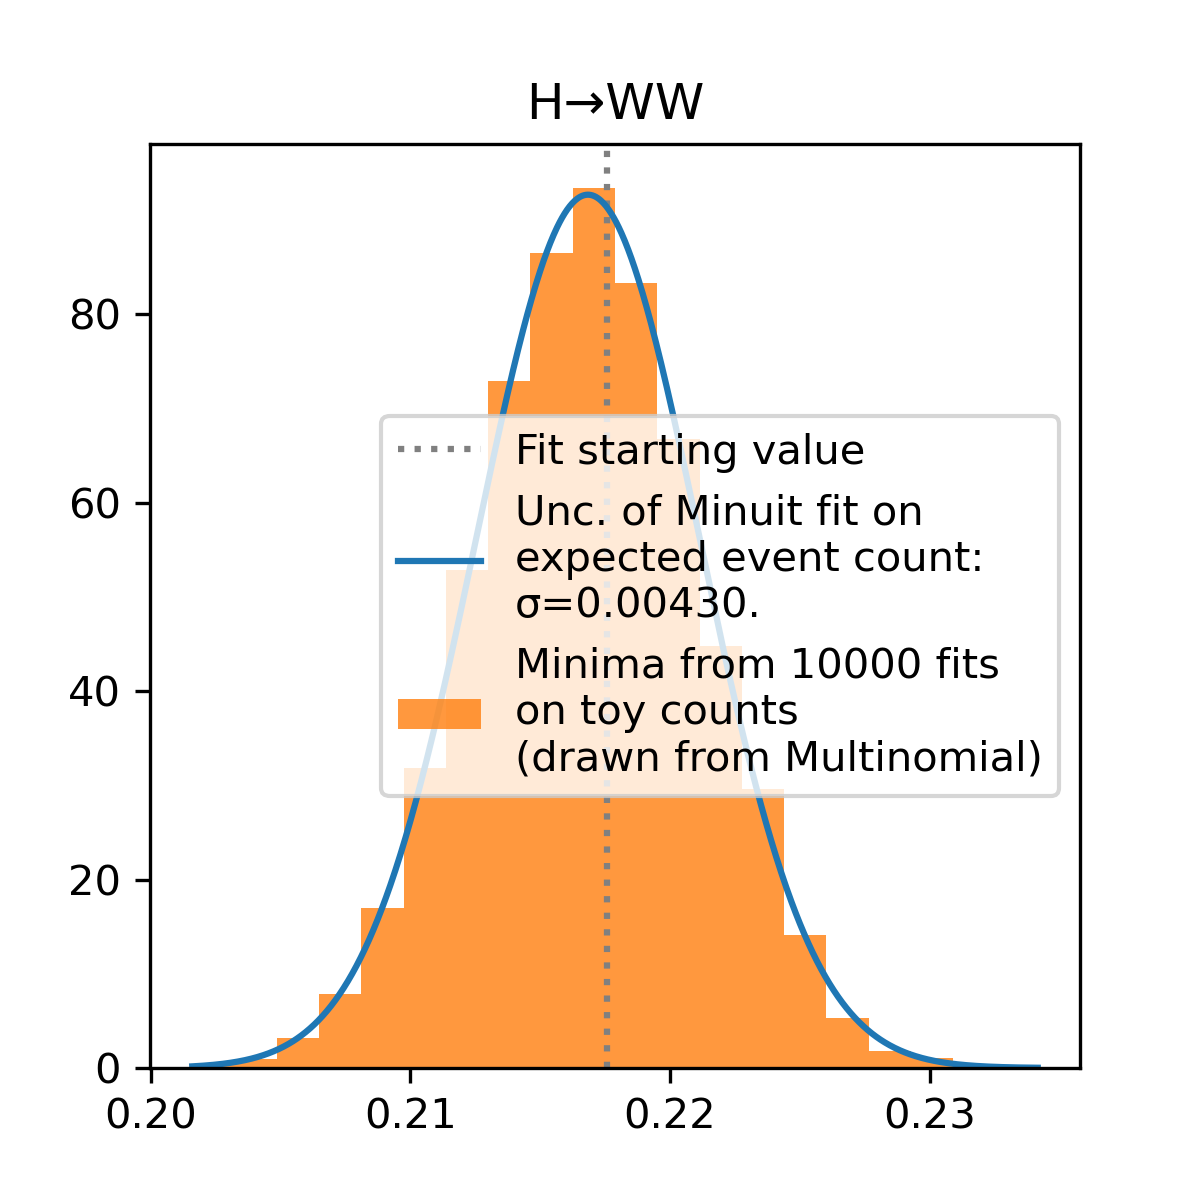 H→WW
80
60
40
20
0
Fit starting value
Unc. of Minuit fit on
expected event count:
σ=0.00430.
Minima from 10000 fits
on toy counts
(drawn from Multinomial)
0.20 0.21 0.22 0.23